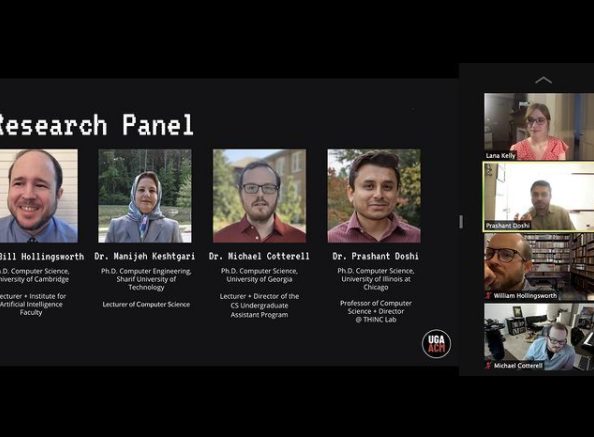 Research Panel
Bill Hollingsworth
Dr. Manijeh Keshtgari
Dr. Michael Cotterell
Dr. Prashant Doshi
h.D. Computer Science,
niversity of Cambridge
Ph.D. Computer Engineering,
Sharif University of
Technology
Ph.D. Computer Science,
University of Georgia
Ph.D. Computer Science,
University of Illinois at
Chicago
ecturer + Institute for
Artificial Intelligence
Faculty
Lecturer of Computer Science
Lecturer + Director of the
CS Undergraduate
Assistant Program
Professor of Computer
Science + Director
@ THINC Lab
UGA
ACM
Lana Kelly
Prashant Doshi
William Hollingsworth
Michael Cotterell